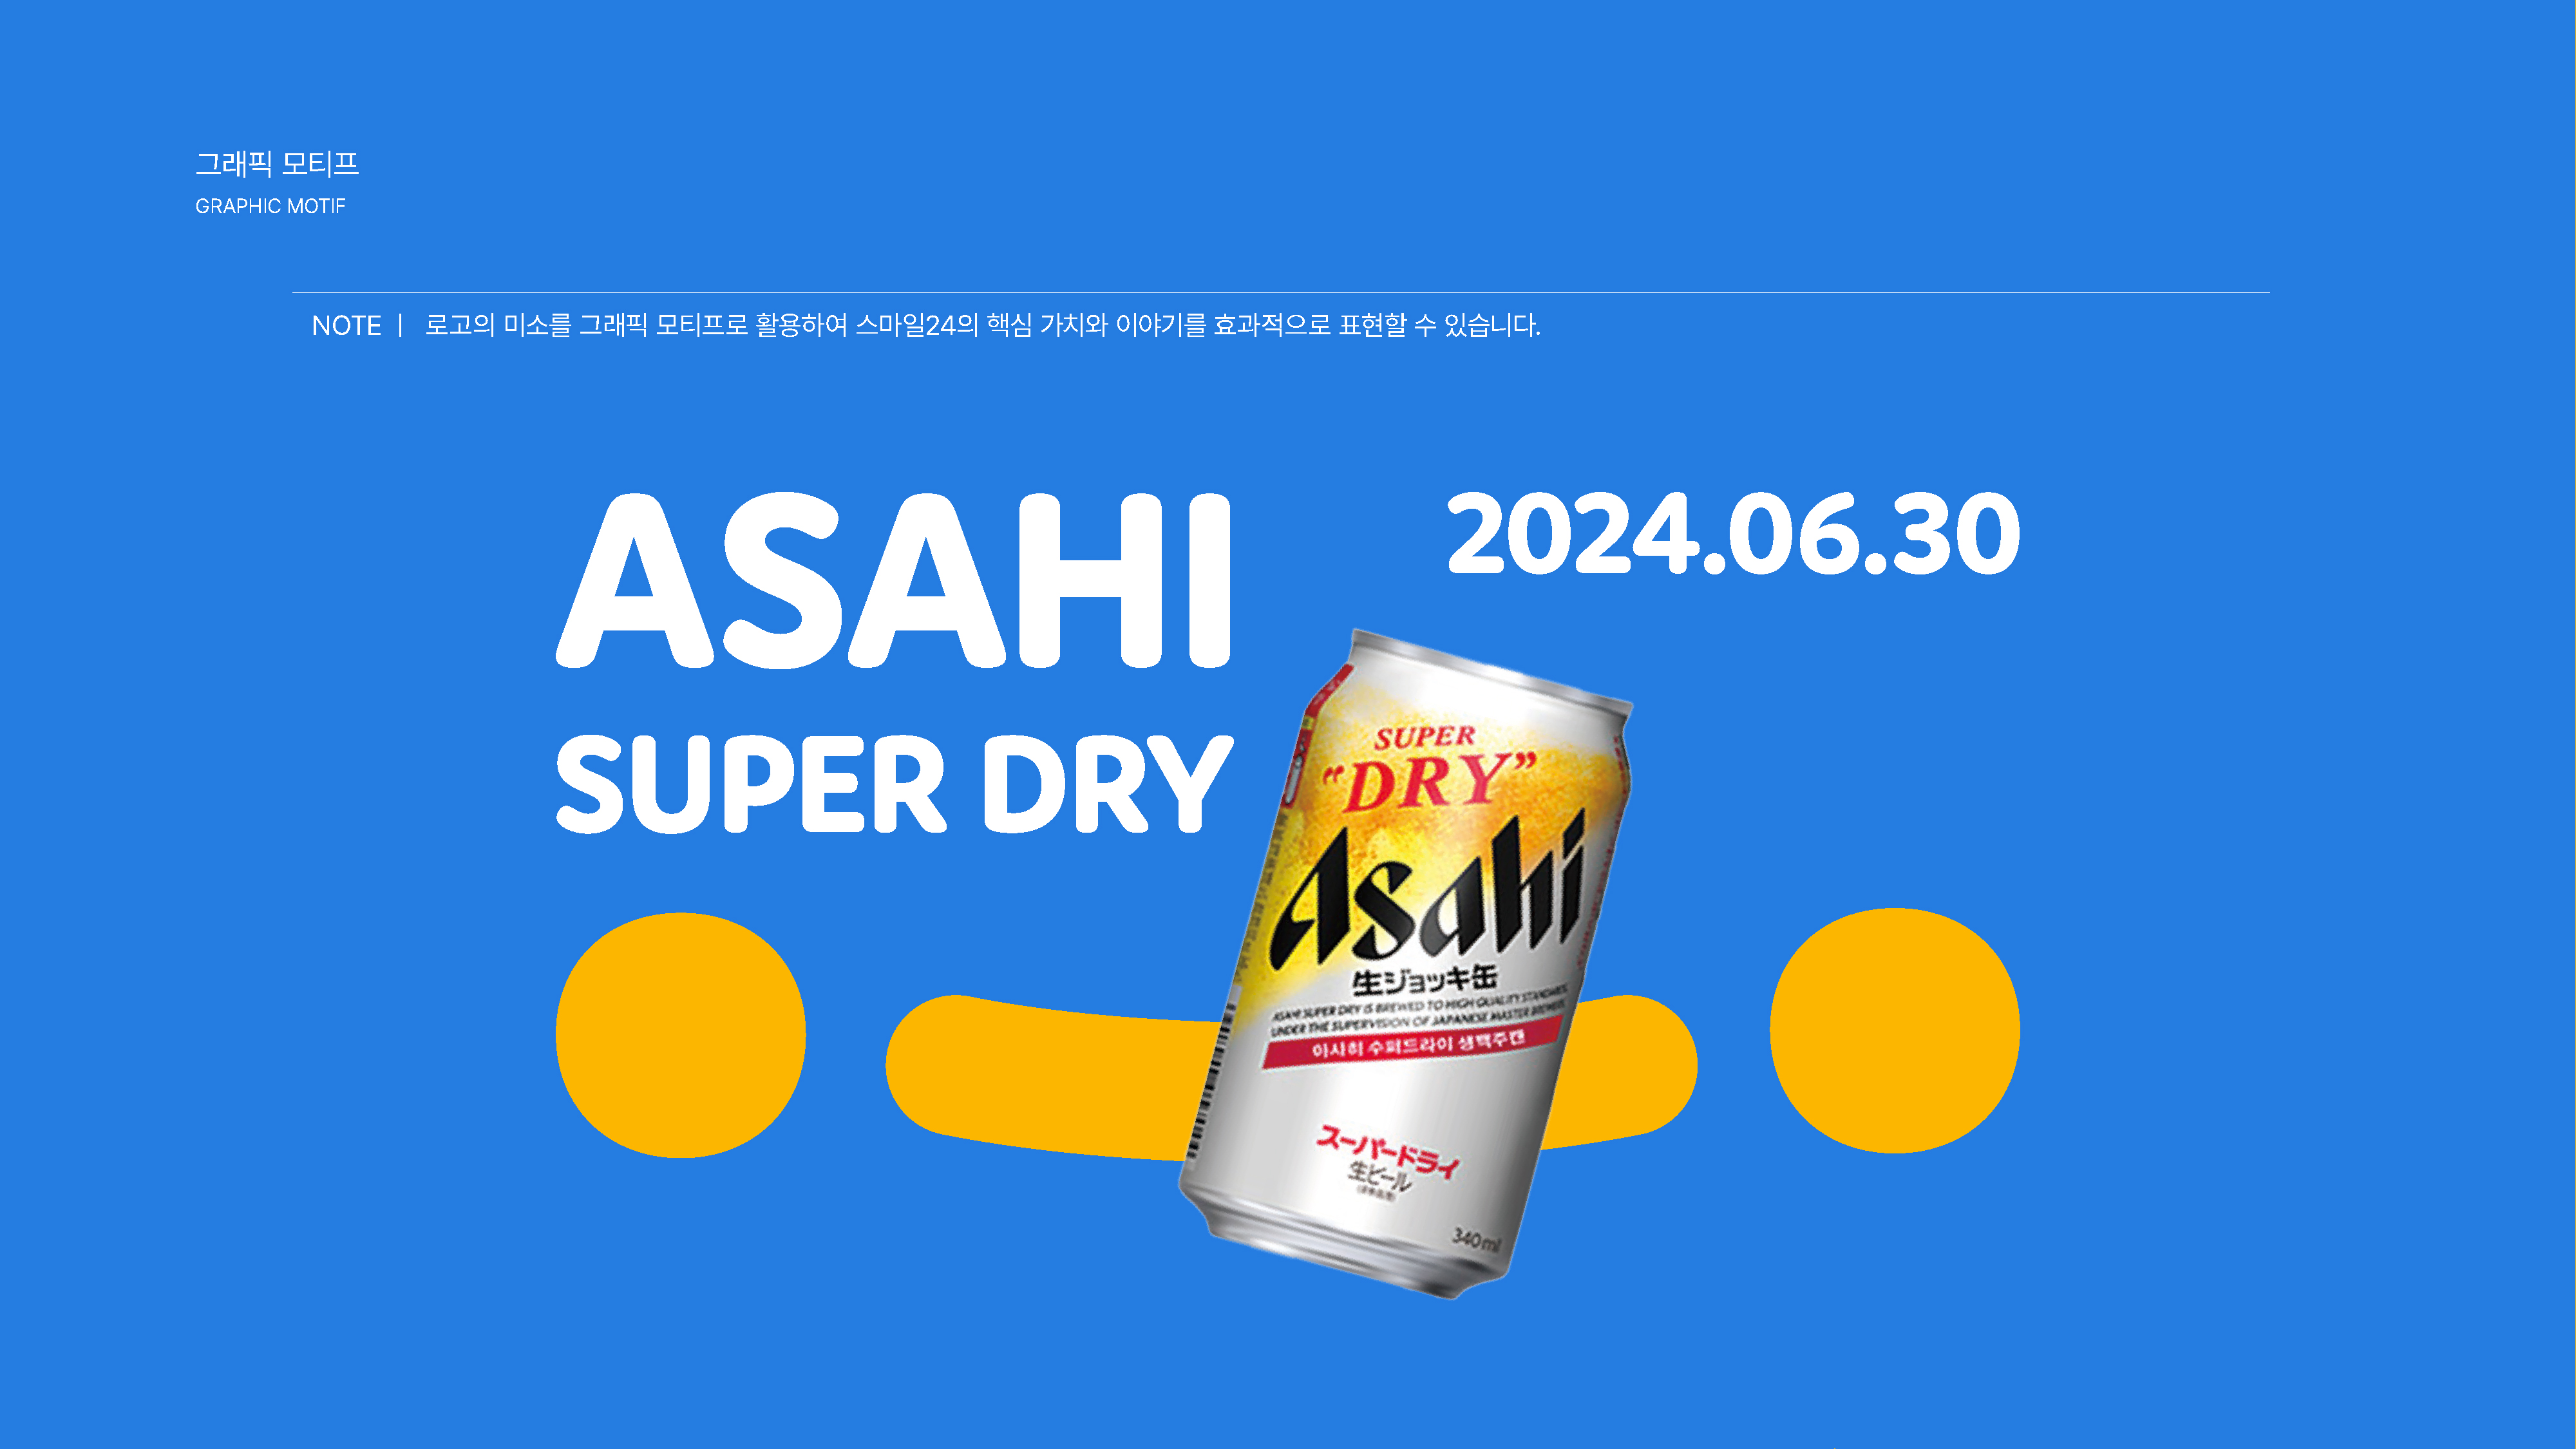 그래픽 모티프
GRAPHIC MOTIF
NOTE | 로고의 미소를 그래픽 모티프로 활용하여 스마일24의 핵심 가치와 이야기를 효과적으로 표현할 수 있습니다.
ASAHI
2024.06.30
SUPER DRY
SUPER
"DRY"
Asahi
生ジョッキ缶
ASAHI SUPER DRY IS BREWED TO HIGH QUALITY STANDARDS
UNDER THE SUPERVISION OF JAPANESE MASTER BREWERS.
아사히 수퍼드라이 생맥주캔
スーパードライ
生ビール
340ml